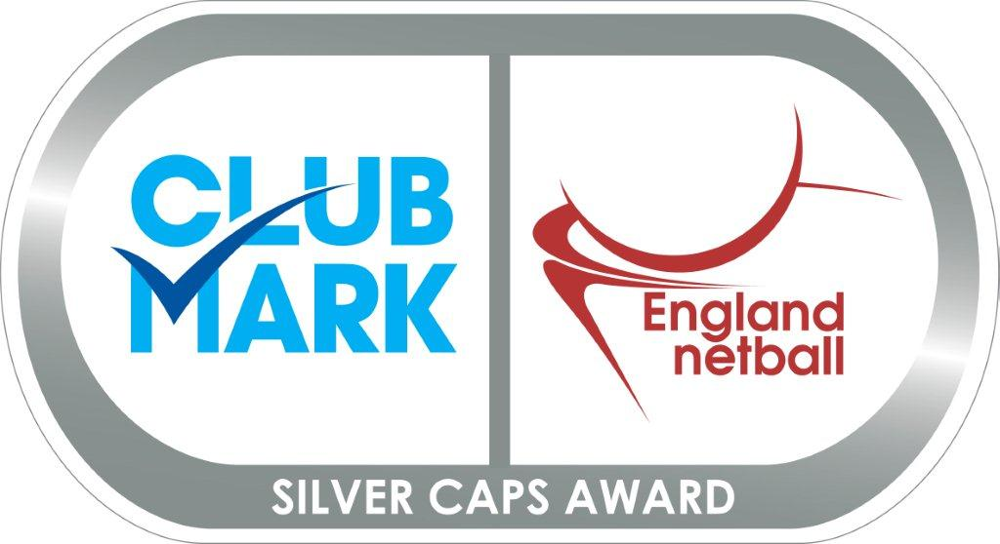 CLUB
MARK
England
netball
SILVER CAPS AWARD